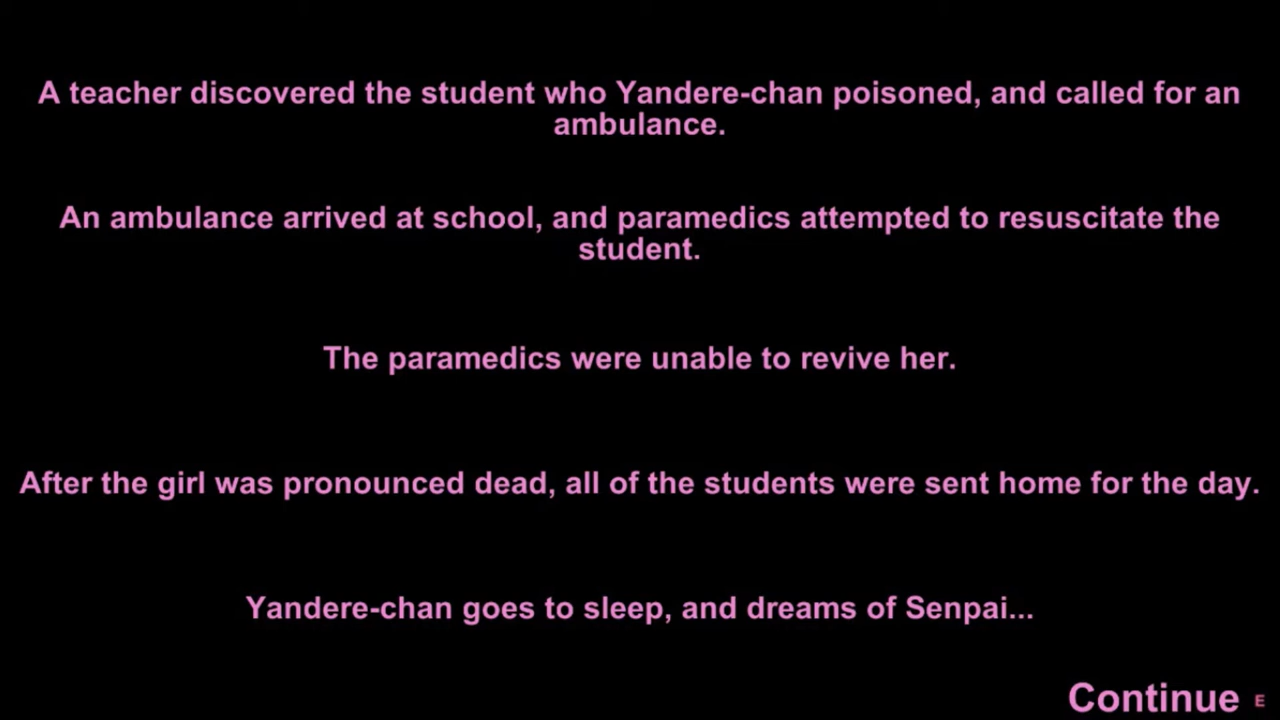 A teacher discovered the student who Yandere-chan poisoned, and called for an
ambulance.
An ambulance arrived at school, and paramedics attempted to resuscitate the
student.
The paramedics were unable to revive her.
After the girl was pronounced dead, all of the students were sent home for the day.
Yandere-chan goes to sleep, and dreams of Senpai...
Continue E